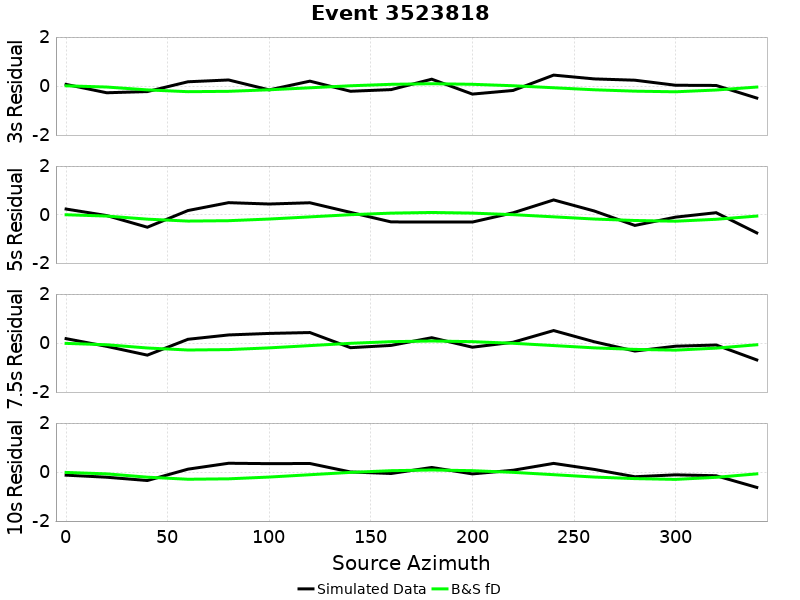 Event 3523818
3s Residual
2
0
-2
5s Residual
2
0
-2
7.5s Residual
2
0
-2
10s Residual
2
0
-2
0 50 100 150 200 250 300
Source Azimuth
Simulated Data B&S fD